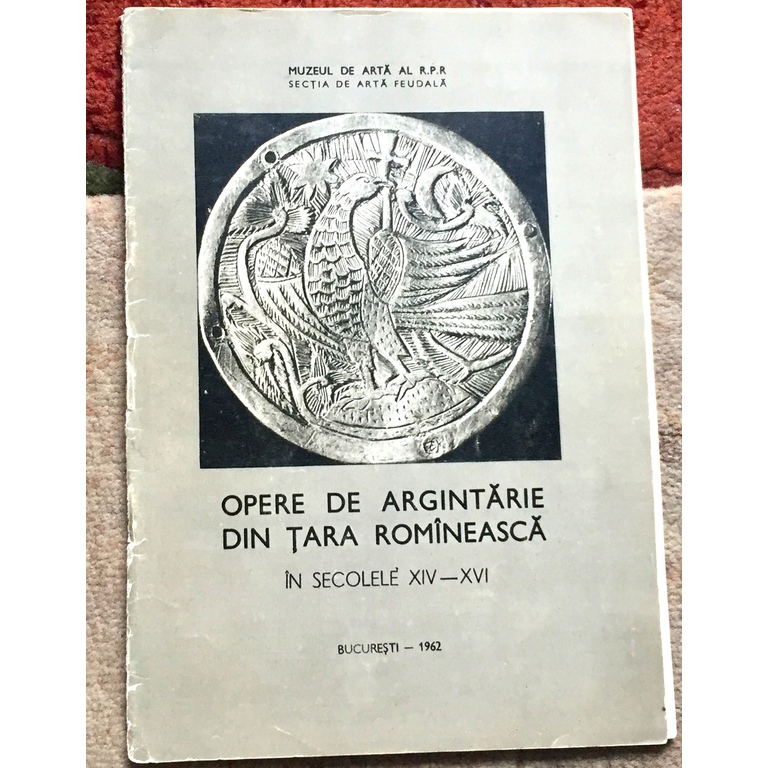 MUZEUL DE ARTĂ AL R.P.R
SECȚIA DE ARTĂ FEUDALĂ
OPERE DE ARGINTĂRIE
DIN ȚARA ROMÎNEASCĂ
ÎN SECOLELE XIV—XVI
BUCUREȘTI – 1962